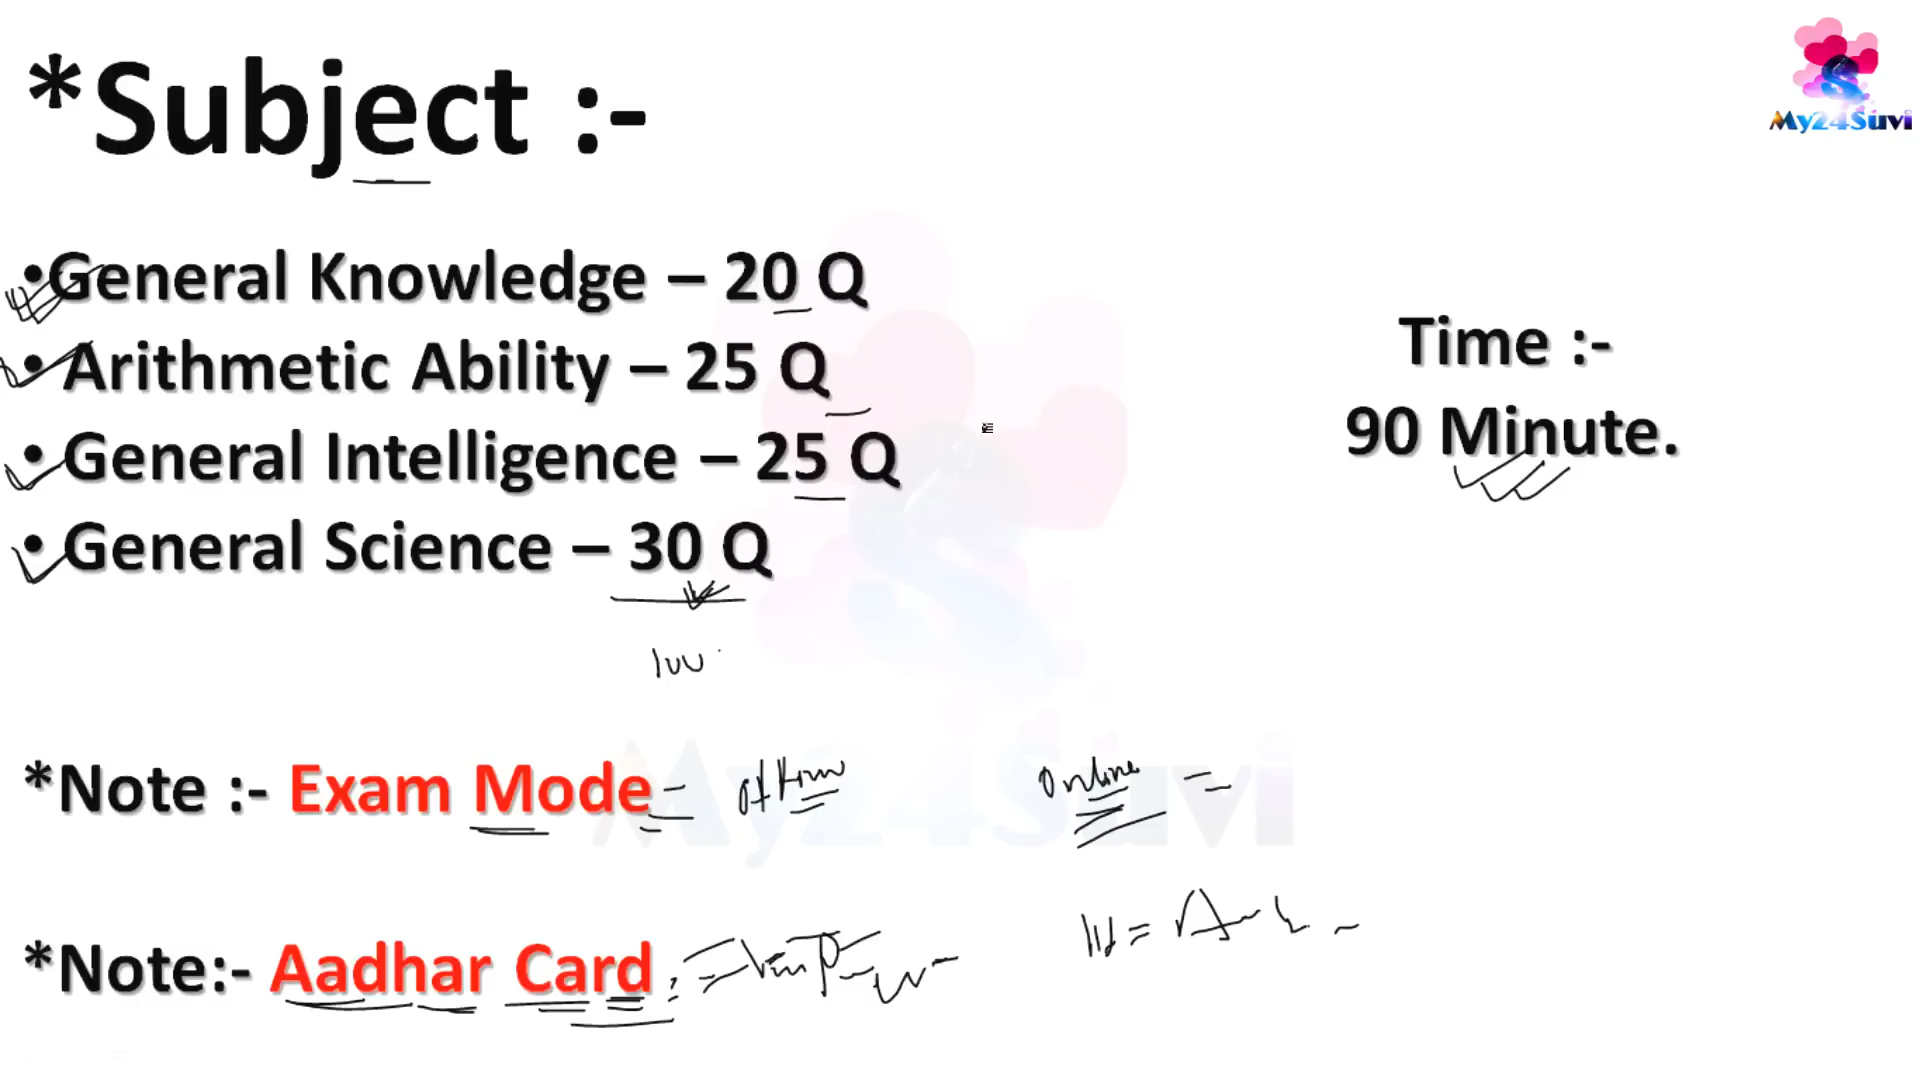 *Subject :-
My24Suvi
•General Knowledge – 20 Q
• Arithmetic Ability – 25 Q
• General Intelligence – 25 Q
• General Science – 30 Q
100
Time :-
90 Minute.
*Note :- Exam Mode
Online =
*Note:- Aadhar Card
My24Suvi